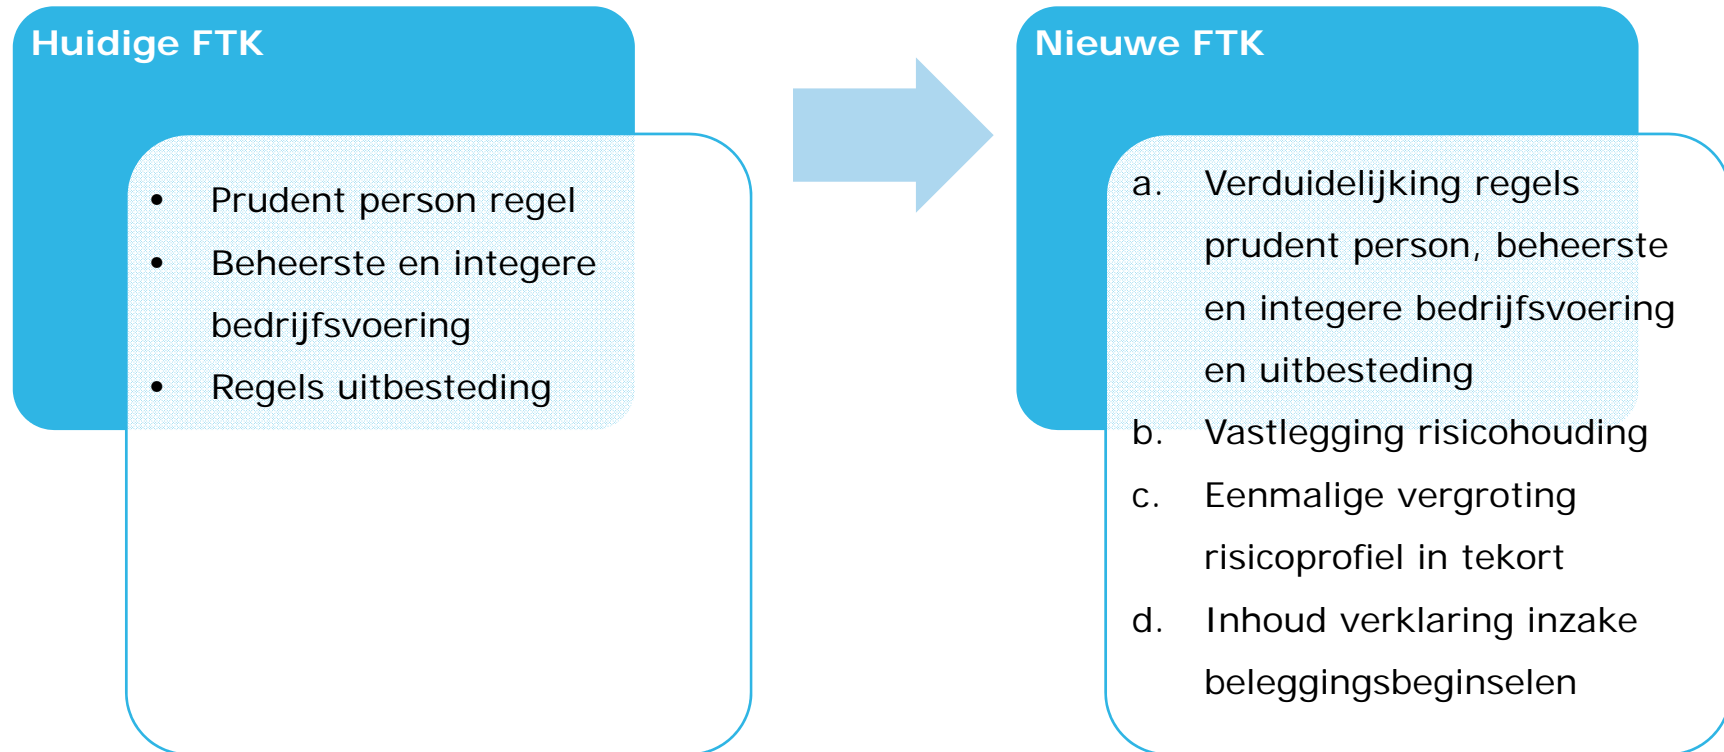 Huidige FTK
• Prudent person regel
• Beheerste en integere
bedrijfsvoering
• Regels uitbesteding
Nieuwe FTK
a. Verduidelijking regels
prudent person, beheerste
en integere bedrijfsvoering
en uitbesteding
b. Vastlegging risicohouding
c. Eenmalige vergroting
risicoprofiel in tekort
d. Inhoud verklaring inzake
beleggingsbeginselen